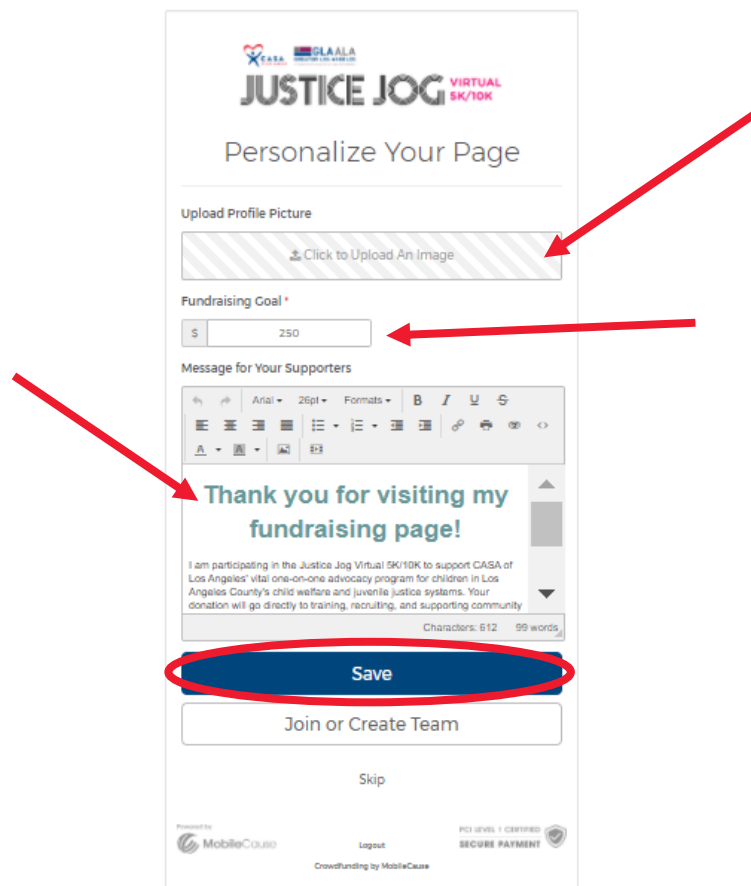 CASA GLAALA
GREATER LOS ANGELES
JUSTICE JOG VIRTUAL
5K/10K
Personalize Your Page
Upload Profile Picture
Click to Upload An Image
Fundraising Goal *
$ 250
Message for Your Supporters
Arial 26pt Formats B I U S
A A
Thank you for visiting my
fundraising page!
I am participating in the Justice Jog Virtual 5K/10K to support CASA of
Los Angeles' vital one-on-one advocacy program for children in Los
Angeles County's child welfare and juvenile justice systems. Your
donation will go directly to training, recruiting, and supporting community
Characters: 612 99 words
Save
Join or Create Team
Skip
Powered by
MobileCause
Logout
PCI LEVEL 1 CERTIFIED
SECURE PAYMENT
Crowdfunding by MobileCause